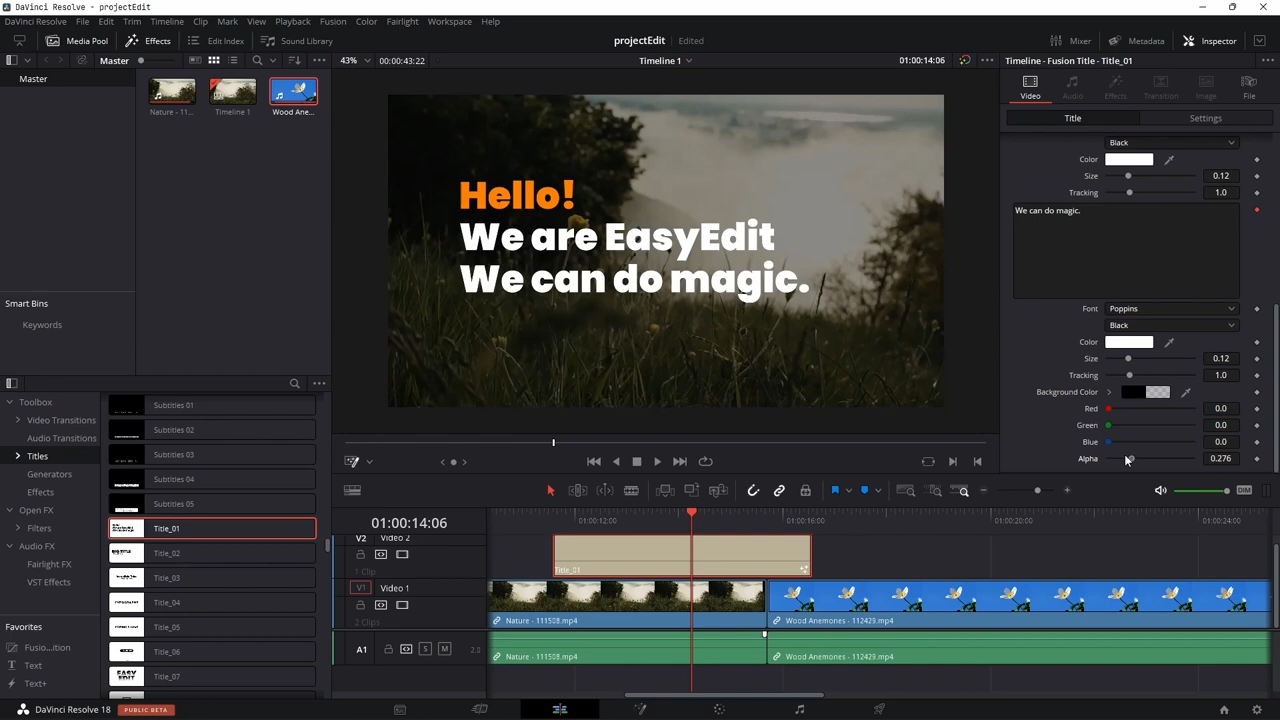 DaVinci Resolve - projectEdit
DaVinci Resolve File Edit Trim Timeline Clip Mark View Playback Fusion Color Fairlight Workspace Help
Media Pool Effects Edit Index Sound Library projectEdit Edited Mixer Metadata Inspector
Master 43% 00:00:43:22 Timeline 1 01:00:14:06 Timeline - Fusion Title - Title_01
Master
Nature - 11... Timeline 1 Wood Ane...
Smart Bins
Keywords
Hello!
We are EasyEdit
We can do magic.
Video Audio Effects Transition Image File
Title Settings
Black
Color
Size 0.12
Tracking 1.0
We can do magic.
Font Poppins
Black
Color
Size 0.12
Tracking 1.0
Background Color
Red 0.0
Green 0.0
Blue 0.0
Alpha 0.276
Toolbox
Video Transitions
Audio Transitions
Titles
Generators
Effects
Open FX
Filters
Audio FX
Fairlight FX
VST Effects
Favorites
Fusio...ition
Text
Text+
Subtitles 01
Subtitles 02
Subtitles 03
Subtitles 04
Subtitles 05
Title_01
Title_02
Title_03
Title_04
Title_05
Title_06
EASY
EDIT
Title_07
DIM
01:00:14:06
01:00:12:00 01:00:16:00 01:00:20:00 01:00:24:00
V2 Video 2
1 Clip
Title_01
V1 Video 1
2 Clips
Nature - 111508.mp4 Wood Anemones - 112429.mp4
A1 S M 2.0
Nature - 111508.mp4 Wood Anemones - 112429.mp4
DaVinci Resolve 18 PUBLIC BETA